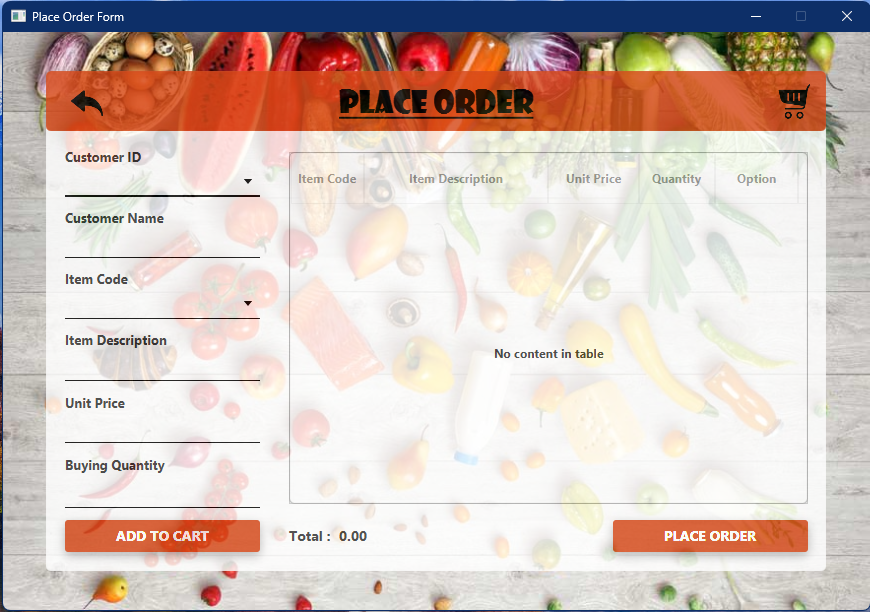 Place Order Form
PLACE ORDER
Customer ID
Customer Name
Item Code
Item Description
Unit Price
Buying Quantity
ADD TO CART
Item Code Item Description Unit Price Quantity Option
No content in table
Total : 0.00
PLACE ORDER